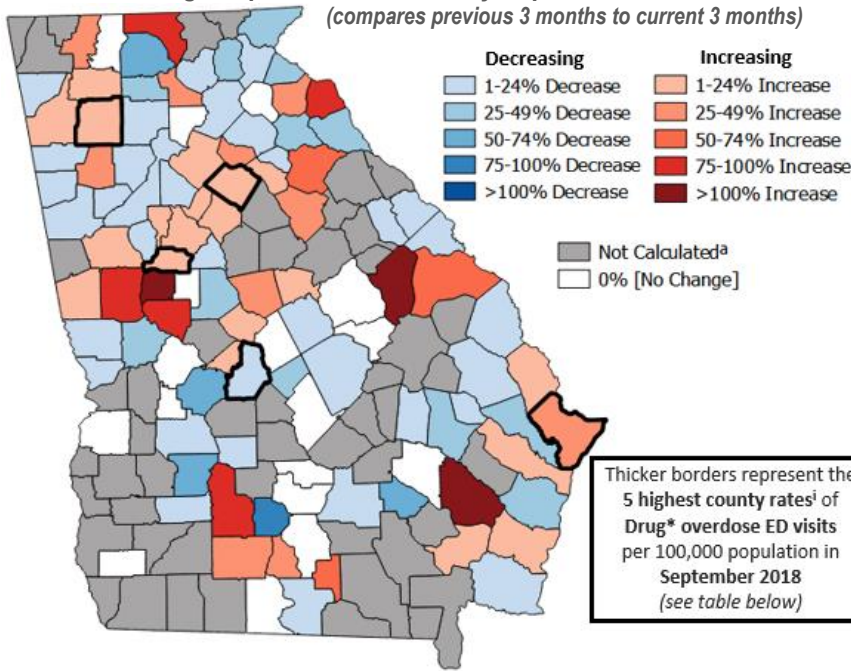 (compares previous 3 months to current 3 months)
Decreasing
1-24% Decrease
25-49% Decrease
50-74% Decrease
75-100% Decrease
>100% Decrease
Increasing
1-24% Increase
25-49% Increase
50-74% Increase
75-100% Increase
>100% Increase
Not Calculatedᵃ
0% [No Change]
Thicker borders represent the
5 highest county ratesⁱ of
Drug* overdose ED visits
per 100,000 population in
September 2018
(see table below)